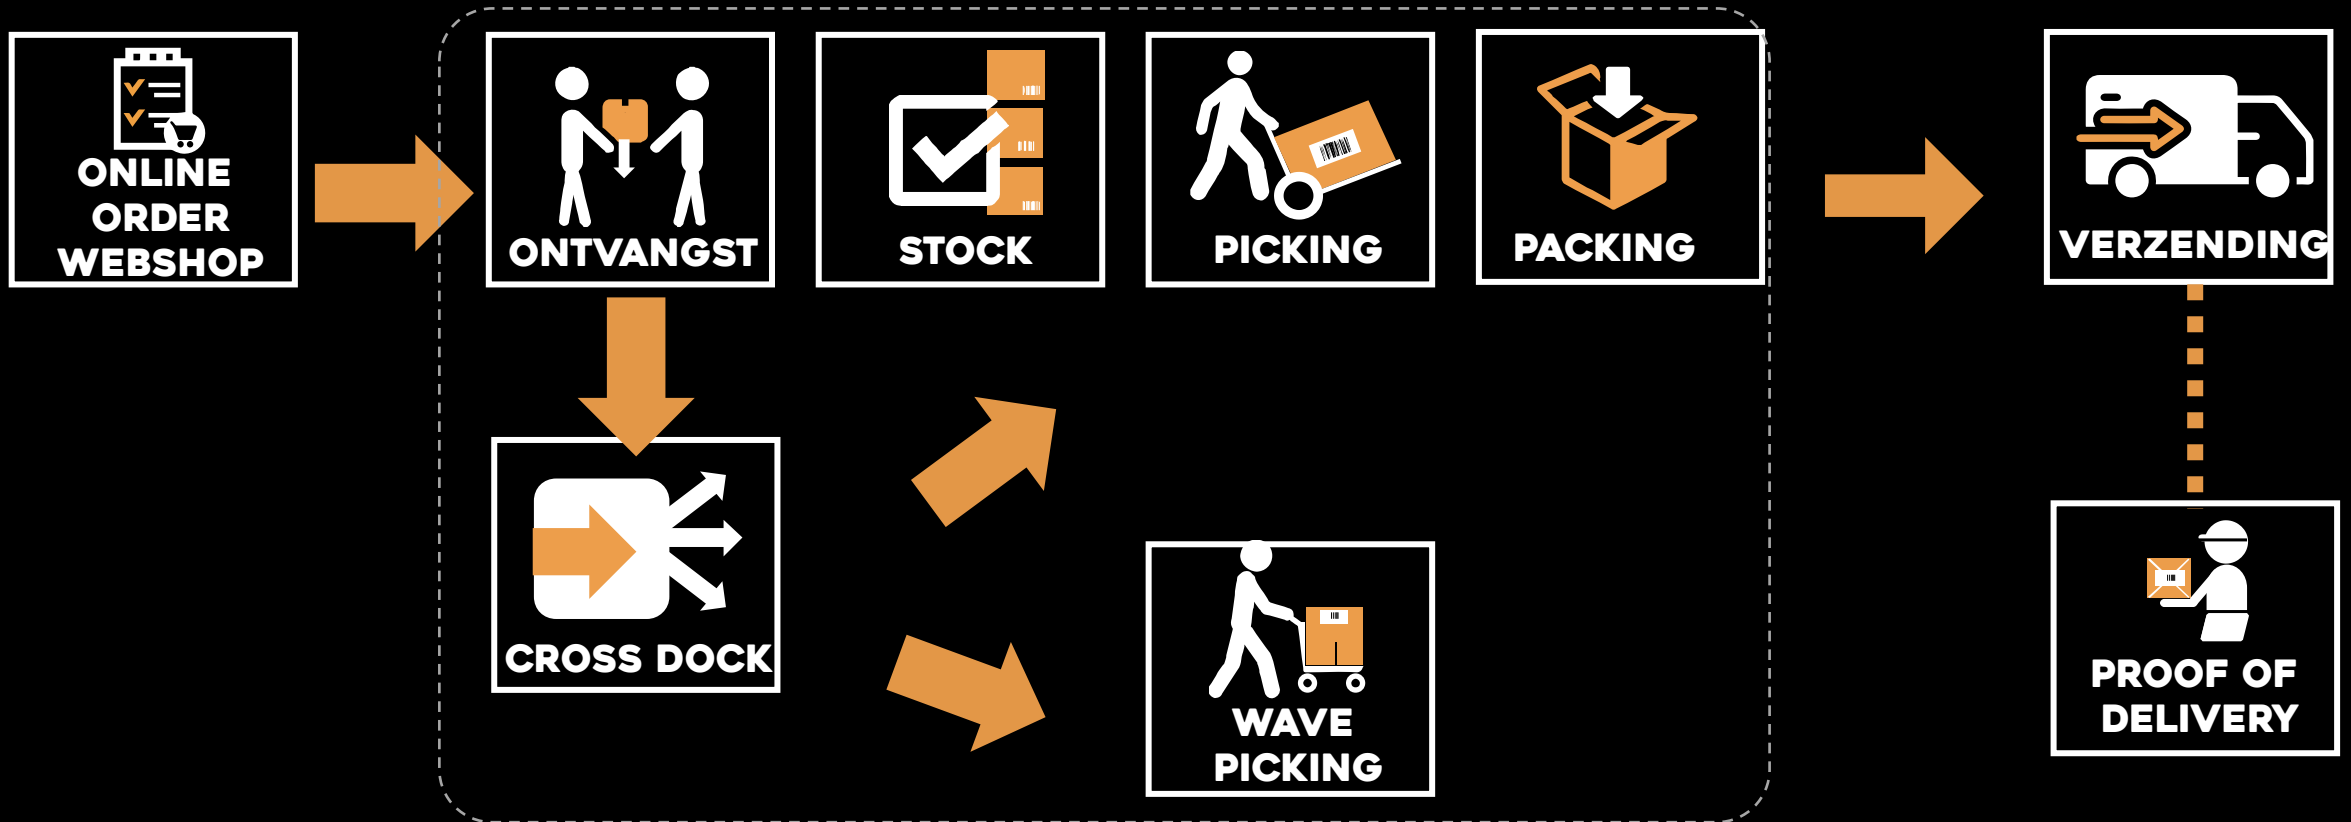 ONLINE
ORDER
WEBSHOP
ONTVANGST
STOCK
PICKING
PACKING
VERZENDING
CROSS DOCK
WAVE
PICKING
PROOF OF
DELIVERY